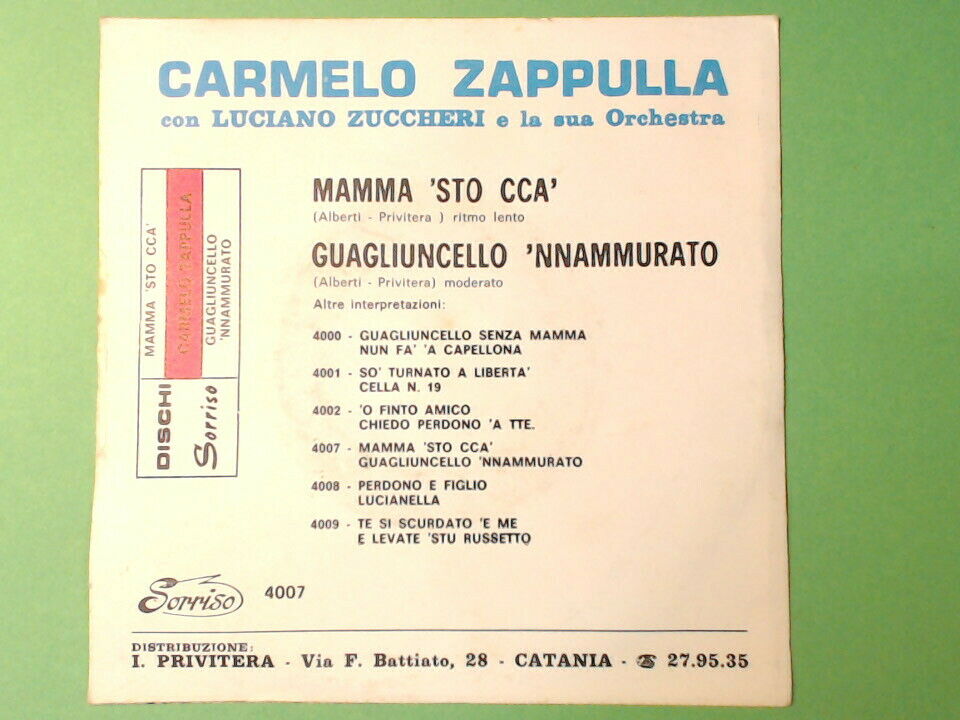 CARMELO ZAPPULLA
con LUCIANO ZUCCHERI e la sua Orchestra
MAMMA 'STO CCA'
(Alberti - Privitera ) ritmo lento
GUAGLIUNCELLO 'NNAMMURATO
(Alberti - Privitera) moderato
Altre interpretazioni:
4000 - GUAGLIUNCELLO SENZA MAMMA
NUN FA' 'A CAPELLONA
4001 - SO' TURNATO A LIBERTA'
CELLA N. 19
4002 - 'O FINTO AMICO
CHIEDO PERDONO 'A TTE.
4007 - MAMMA 'STO CCA'
GUAGLIUNCELLO 'NNAMMURATO
4008 - PERDONO E FIGLIO
LUCIANELLA
4009 - TE SI SCURDATO 'E ME
E LEVATE 'STU RUSSETTO
MAMMA 'STO CCA'
CARMELO ZAPPULLA
GUAGLIUNCELLO
'NNAMMURATO
DISCHI
Sorriso
Sorriso 4007
DISTRIBUZIONE:
I. PRIVITERA - Via F. Battiato, 28 - CATANIA - ☎ 27.95.35